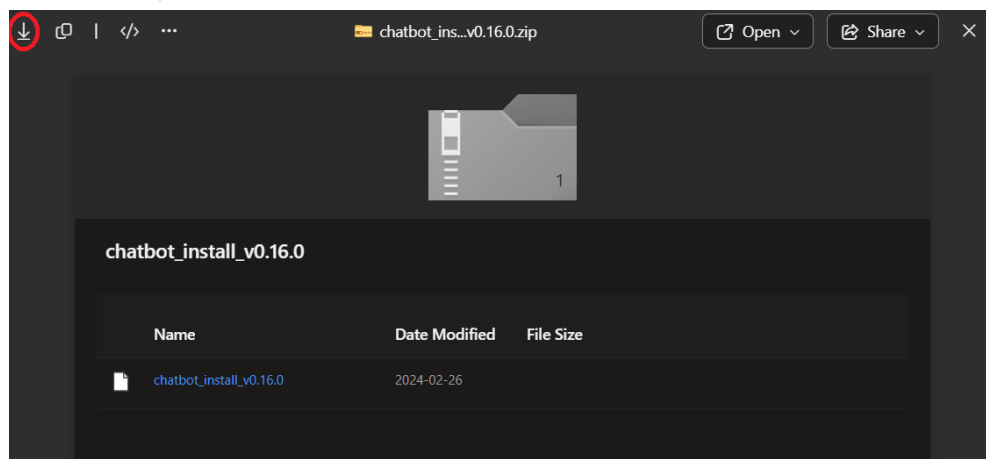 </> ... chatbot_ins...v0.16.0.zip Open Share
1
chatbot_install_v0.16.0
Name Date Modified File Size
chatbot_install_v0.16.0 2024-02-26